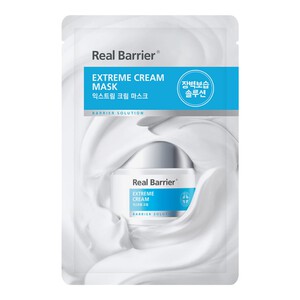 Real Barrier®
EXTREME CREAM
MASK
익스트림 크림 마스크
BARRIER SOLUTION
장벽보습
솔루션
Real Barrier®
EXTREME
CREAM